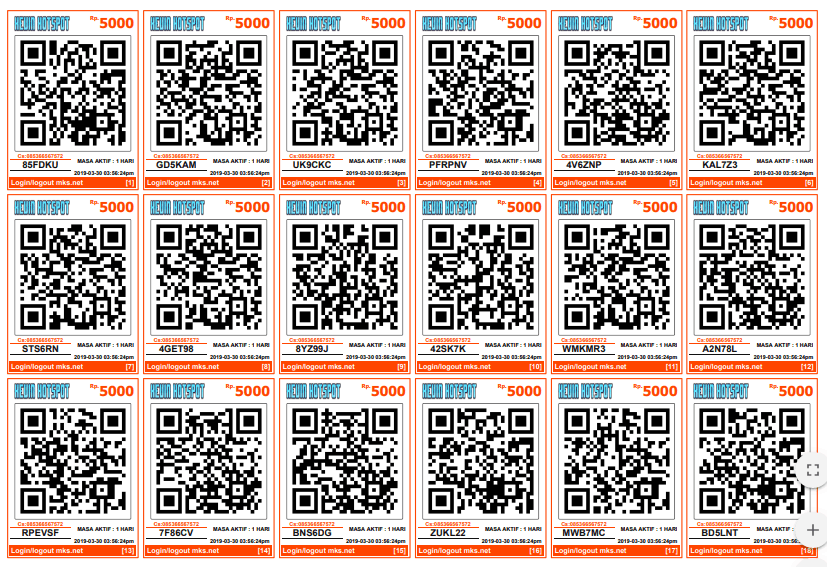 KEVIN HOTSPOT Rp. 5000
Cs:085366567572
85FDKU MASA AKTIF : 1 HARI
2019-03-30 03:56:24pm
Login/logout mks.net [1]
KEVIN HOTSPOT Rp. 5000
Cs:085366567572
GD5KAM MASA AKTIF : 1 HARI
2019-03-30 03:56:24pm
Login/logout mks.net [2]
KEVIN HOTSPOT Rp. 5000
Cs:085366567572
UK9CKC MASA AKTIF : 1 HARI
2019-03-30 03:56:24pm
Login/logout mks.net [3]
KEVIN HOTSPOT Rp. 5000
Cs:085366567572
PFRPNV MASA AKTIF : 1 HARI
2019-03-30 03:56:24pm
Login/logout mks.net [4]
KEVIN HOTSPOT Rp. 5000
Cs:085366567572
4V6ZNP MASA AKTIF : 1 HARI
2019-03-30 03:56:24pm
Login/logout mks.net [5]
KEVIN HOTSPOT Rp. 5000
Cs:085366567572
KAL7Z3 MASA AKTIF : 1 HARI
2019-03-30 03:56:24pm
Login/logout mks.net [6]
KEVIN HOTSPOT Rp. 5000
Cs:085366567572
STS6RN MASA AKTIF : 1 HARI
2019-03-30 03:56:24pm
Login/logout mks.net [7]
KEVIN HOTSPOT Rp. 5000
Cs:085366567572
4GET98 MASA AKTIF : 1 HARI
2019-03-30 03:56:24pm
Login/logout mks.net [8]
KEVIN HOTSPOT Rp. 5000
Cs:085366567572
8YZ99J MASA AKTIF : 1 HARI
2019-03-30 03:56:24pm
Login/logout mks.net [9]
KEVIN HOTSPOT Rp. 5000
Cs:085366567572
42SK7K MASA AKTIF : 1 HARI
2019-03-30 03:56:24pm
Login/logout mks.net [10]
KEVIN HOTSPOT Rp. 5000
Cs:085366567572
WMKMR3 MASA AKTIF : 1 HARI
2019-03-30 03:56:24pm
Login/logout mks.net [11]
KEVIN HOTSPOT Rp. 5000
Cs:085366567572
A2N78L MASA AKTIF : 1 HARI
2019-03-30 03:56:24pm
Login/logout mks.net [12]
KEVIN HOTSPOT Rp. 5000
Cs:085366567572
RPEVSF MASA AKTIF : 1 HARI
2019-03-30 03:56:24pm
Login/logout mks.net [13]
KEVIN HOTSPOT Rp. 5000
Cs:085366567572
7F86CV MASA AKTIF : 1 HARI
2019-03-30 03:56:24pm
Login/logout mks.net [14]
KEVIN HOTSPOT Rp. 5000
Cs:085366567572
BNS6DG MASA AKTIF : 1 HARI
2019-03-30 03:56:24pm
Login/logout mks.net [15]
KEVIN HOTSPOT Rp. 5000
Cs:085366567572
ZUKL22 MASA AKTIF : 1 HARI
2019-03-30 03:56:24pm
Login/logout mks.net [16]
KEVIN HOTSPOT Rp. 5000
Cs:085366567572
MWB7MC MASA AKTIF : 1 HARI
2019-03-30 03:56:24pm
Login/logout mks.net [17]
KEVIN HOTSPOT Rp. 5000
Cs:085366567572
BD5LNT MASA AKTIF : 1 HARI
2019-03-30 03:56:24pm
Login/logout mks.net [18]